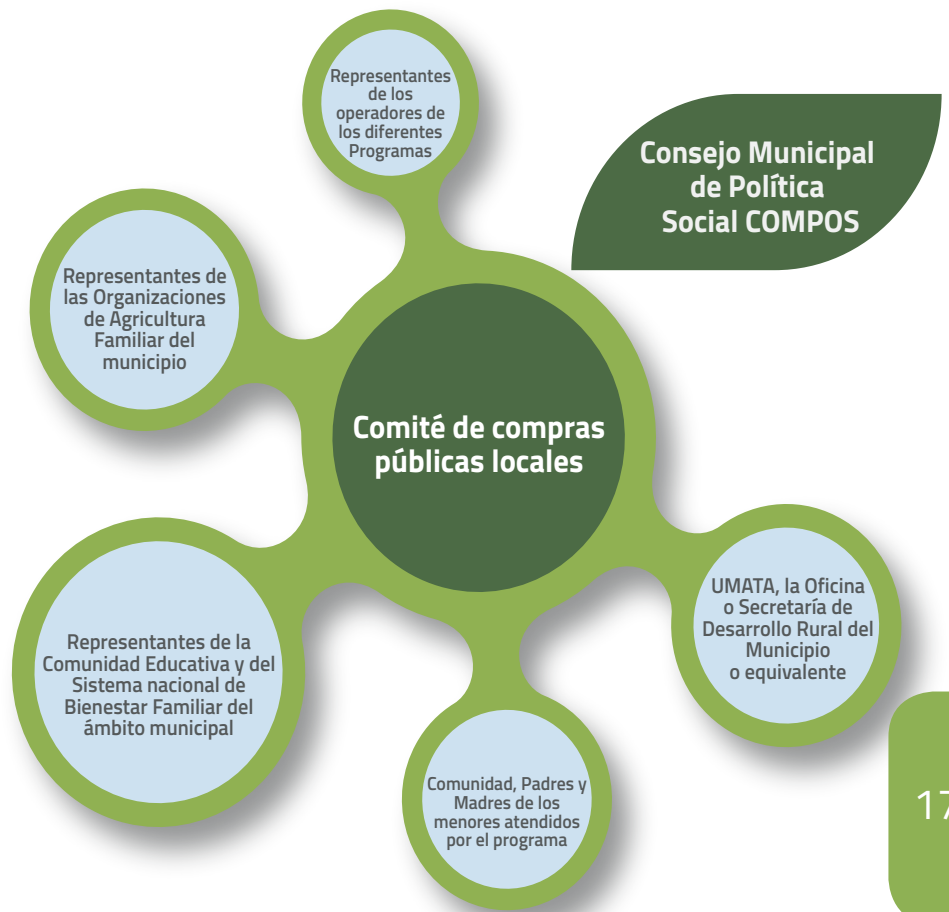 Representantes
de los
operadores de
los diferentes
Programas
Consejo Municipal
de Política
Social COMPOS
Representantes de
las Organizaciones
de Agricultura
Familiar del
municipio
Comité de compras
públicas locales
UMATA, la Oficina
o Secretaría de
Desarrollo Rural del
Municipio
o equivalente
Representantes de la
Comunidad Educativa y del
Sistema nacional de
Bienestar Familiar del
ámbito municipal
Comunidad, Padres y
Madres de los
menores atendidos
por el programa
17